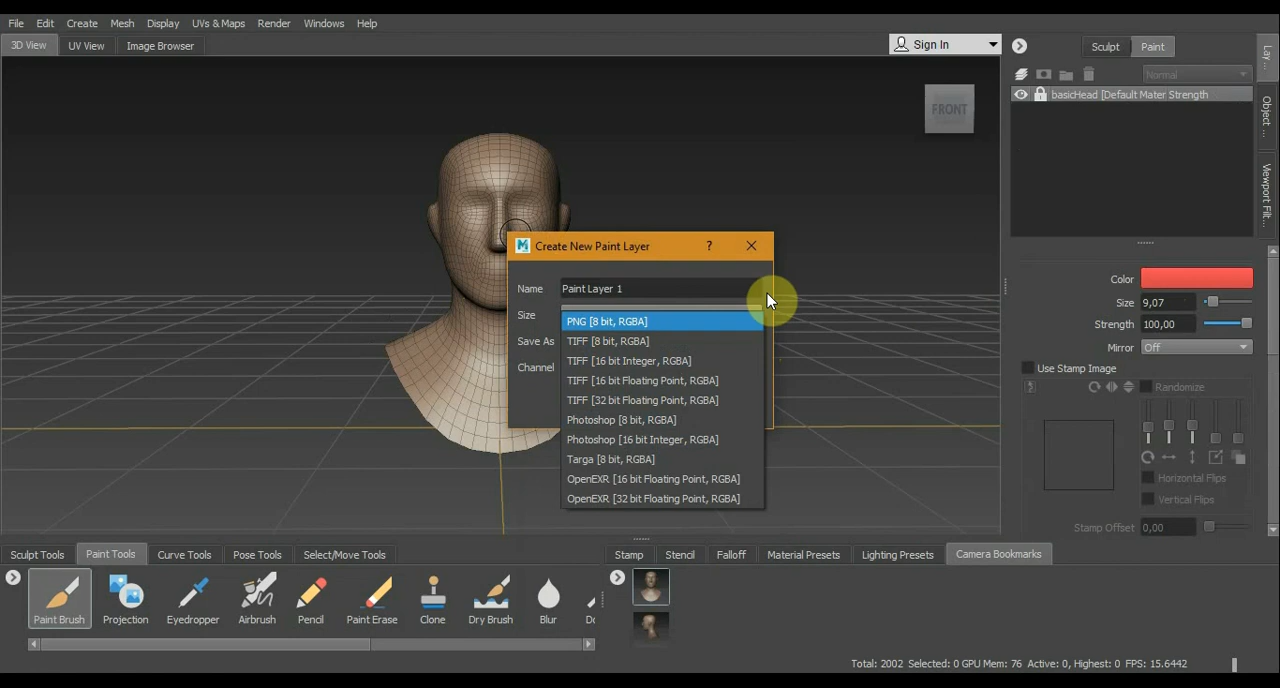 File Edit Create Mesh Display UVs & Maps Render Windows Help
3D View UV View Image Browser
Sign In
Sculpt Paint
Lay...
Normal
basicHead [Default Mater Strength
Object ...
Viewport Filt...
FRONT
Create New Paint Layer ?
Name Paint Layer 1
Size
Save As
Channel
PNG [8 bit, RGBA]
TIFF [8 bit, RGBA]
TIFF [16 bit Integer, RGBA]
TIFF [16 bit Floating Point, RGBA]
TIFF [32 bit Floating Point, RGBA]
Photoshop [8 bit, RGBA]
Photoshop [16 bit Integer, RGBA]
Targa [8 bit, RGBA]
OpenEXR [16 bit Floating Point, RGBA]
OpenEXR [32 bit Floating Point, RGBA]
Color
Size 9,07
Strength 100,00
Mirror Off
Use Stamp Image
Randomize
Horizontal Flips
Vertical Flips
Stamp Offset 0,00
Sculpt Tools Paint Tools Curve Tools Pose Tools Select/Move Tools
Stamp Stencil Falloff Material Presets Lighting Presets Camera Bookmarks
Paint Brush Projection Eyedropper Airbrush Pencil Paint Erase Clone Dry Brush Blur Do
Total: 2002 Selected: 0 GPU Mem: 76 Active: 0, Highest: 0 FPS: 15.6442